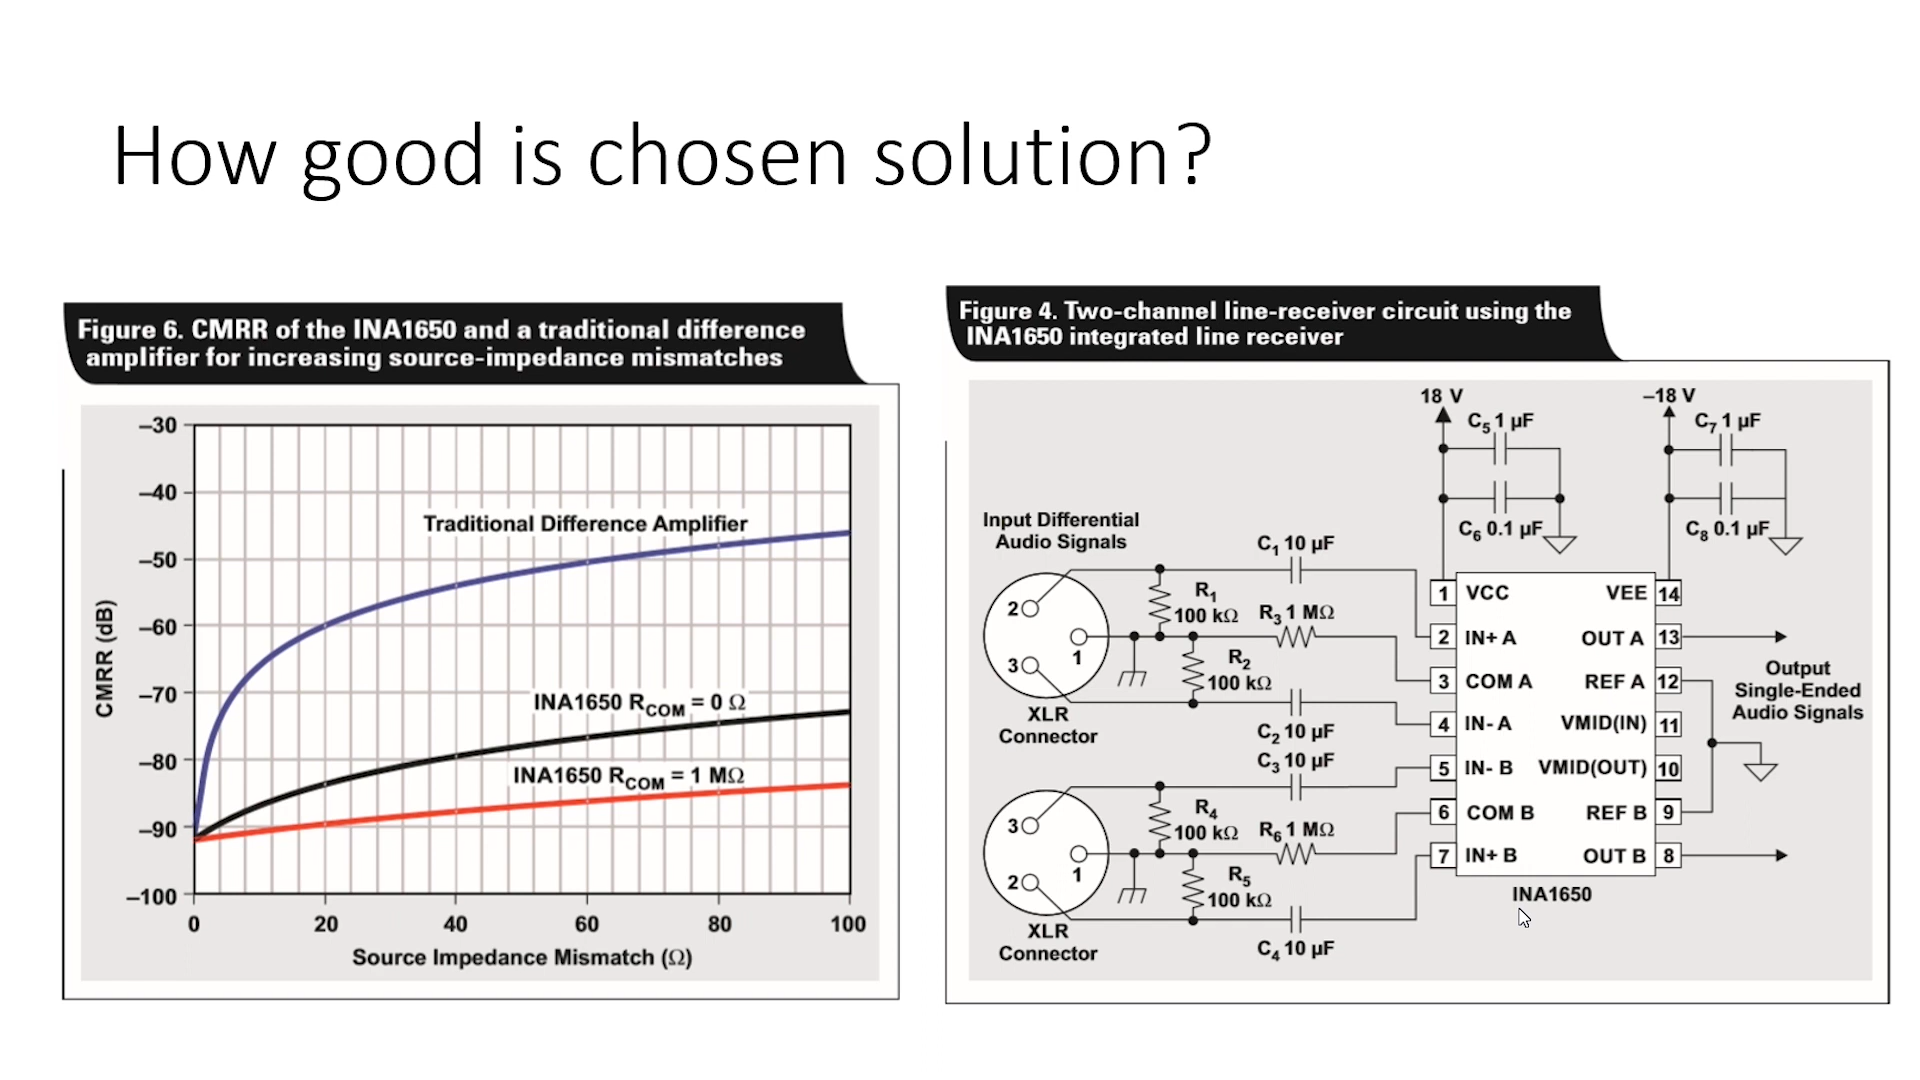 How good is chosen solution?
Figure 6. CMRR of the INA1650 and a traditional difference
amplifier for increasing source-impedance mismatches
–30
–40
–50
–60
–70
–80
–90
–100
CMRR (dB)
Traditional Difference Amplifier
INA1650 RCOM = 0 Ω
INA1650 RCOM = 1 MΩ
0 20 40 60 80 100
Source Impedance Mismatch (Ω)
Figure 4. Two-channel line-receiver circuit using the
INA1650 integrated line receiver
18 V
–18 V
C5 1 µF
C7 1 µF
C6 0.1 µF
C8 0.1 µF
Input Differential
Audio Signals
C1 10 µF
2
3
1
R1
100 kΩ
R3 1 MΩ
R2
100 kΩ
XLR
Connector
C2 10 µF
C3 10 µF
3
2
1
R4
100 kΩ
R6 1 MΩ
R5
100 kΩ
XLR
Connector
C4 10 µF
1 VCC VEE 14
2 IN+ A OUT A 13
3 COM A REF A 12
4 IN- A VMID(IN) 11
5 IN- B VMID(OUT) 10
6 COM B REF B 9
7 IN+ B OUT B 8
INA1650
Output
Single-Ended
Audio Signals